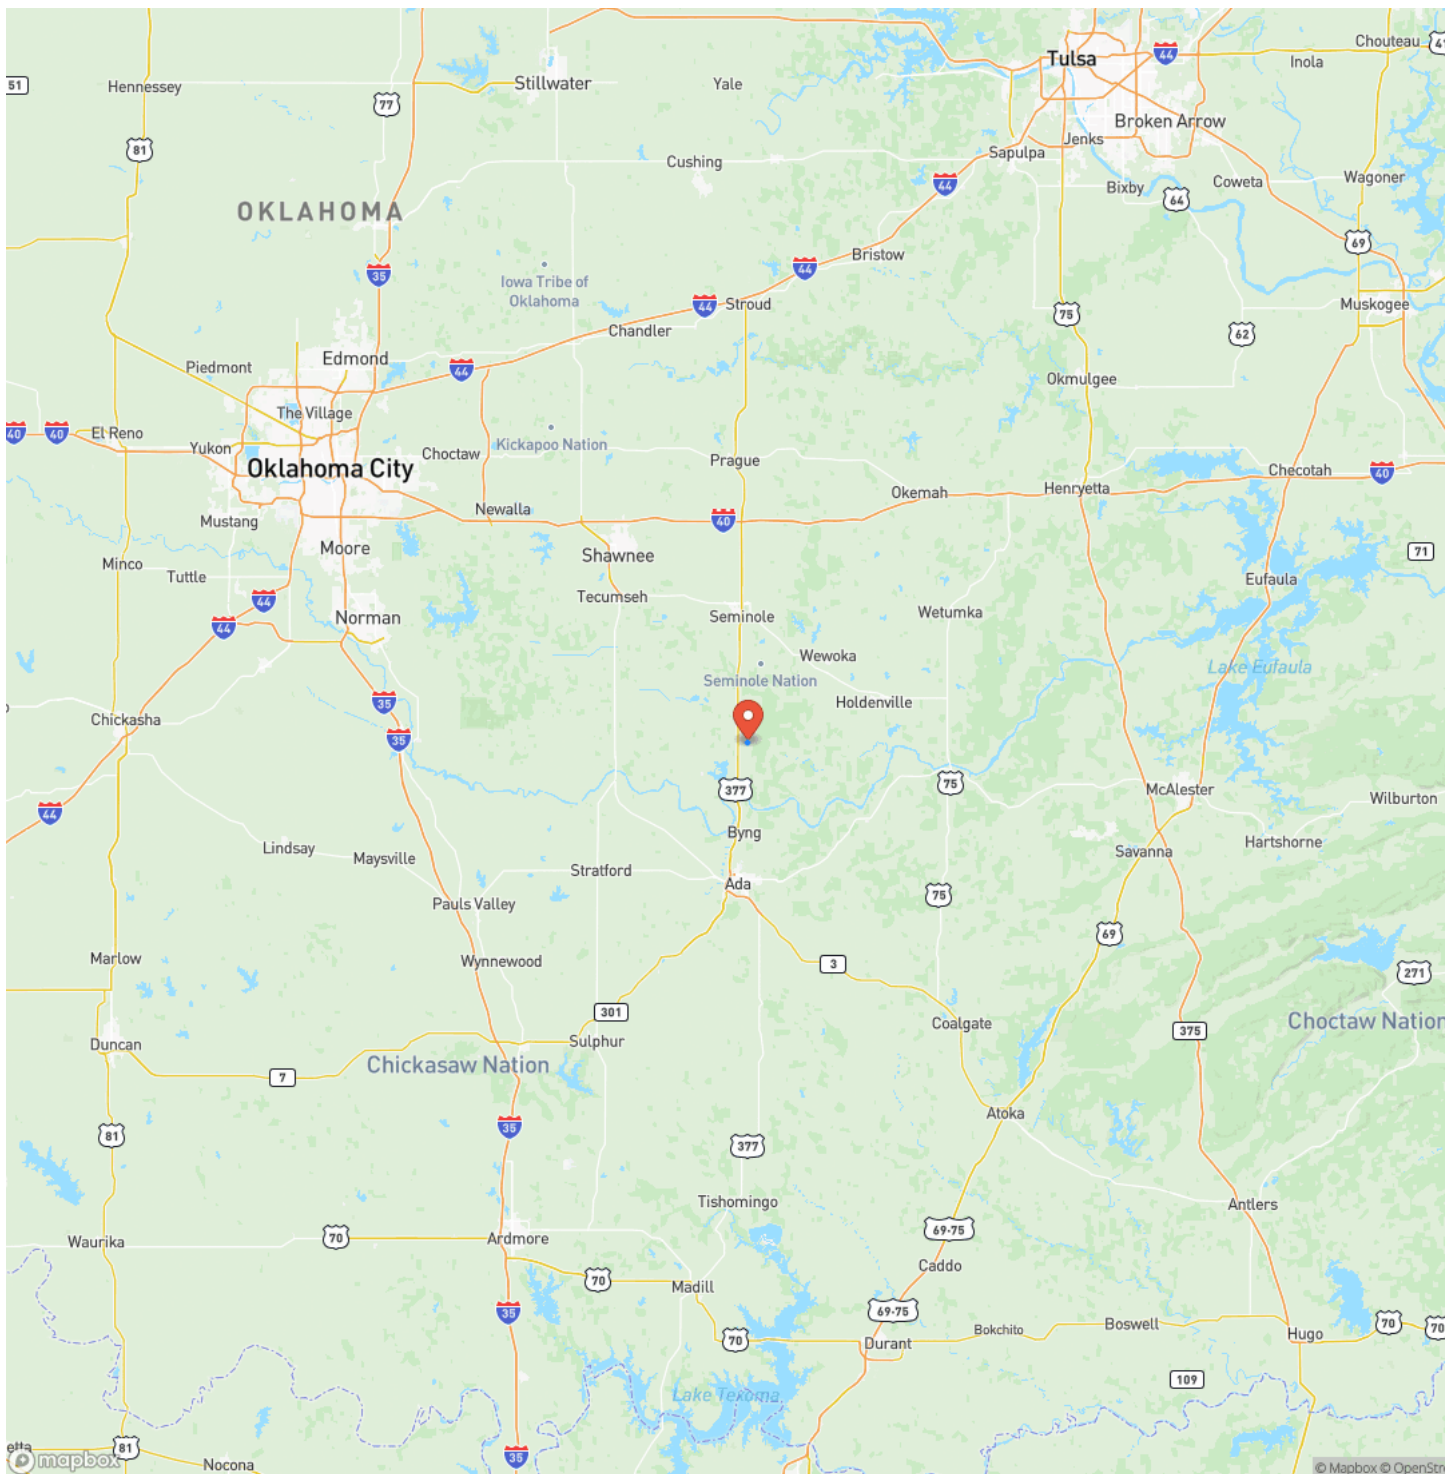 Chouteau
Tulsa
44
Inola
51
Hennessey
Stillwater
Yale
77
Broken Arrow
81
Jenks
Sapulpa
Cushing
Wagoner
Coweta
44
Bixby
64
OKLAHOMA
69
Bristow
44
35
Iowa Tribe of
Oklahoma
44
Stroud
Muskogee
75
62
Chandler
Edmond
Piedmont
44
Okmulgee
The Village
40
40
El Reno
Yukon
Choctaw
Kickapoo Nation
Prague
Oklahoma City
Checotah
40
Henryetta
Okemah
Newalla
Mustang
40
Moore
Shawnee
71
Minco
Tuttle
Eufaula
Tecumseh
44
Norman
Seminole
Wetumka
44
Wewoka
Lake Eufaula
Seminole Nation
35
Holdenville
Chickasha
35
377
75
McAlester
Wilburton
44
Byng
Lindsay
Maysville
Hartshorne
Savanna
Stratford
Ada
75
Pauls Valley
69
Marlow
Wynnewood
3
271
301
Coalgate
Choctaw Nation
375
Duncan
Sulphur
Chickasaw Nation
7
Atoka
35
81
377
Tishomingo
Antlers
69-75
70
Waurika
Ardmore
Caddo
70
Madill
69-75
35
Boswell
70
70
Bokchito
Hugo
70
Durant
109
Lake Texoma
81
35
mapbox
Nocona
© Mapbox © OpenStr